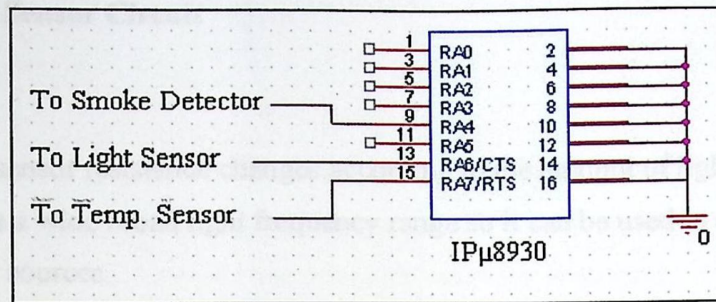 1 RA0 2
3 RA1 4
5 RA2 6
7 RA3 8
To Smoke Detector 9 RA4 10
11 RA5 12
To Light Sensor 13 RA6/CTS 14
To Temp. Sensor 15 RA7/RTS 16
0
IPµ8930